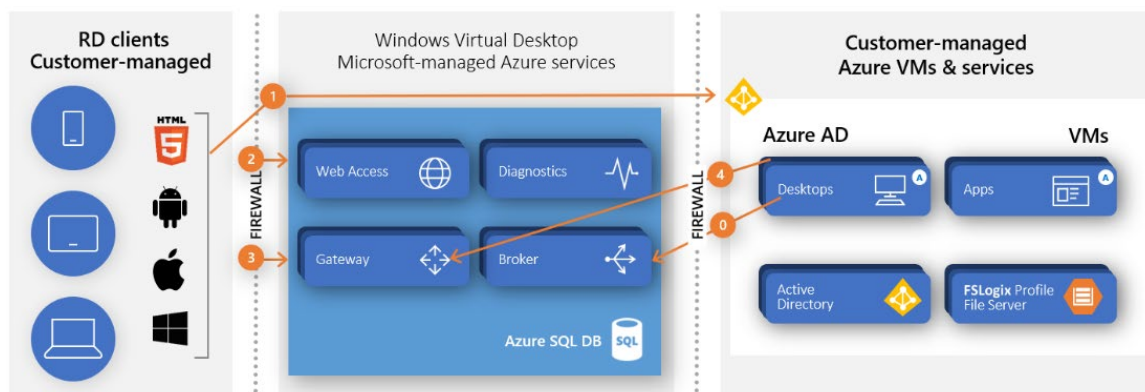 RD clients
Customer-managed
HTML
5
FIREWALL
Windows Virtual Desktop
Microsoft-managed Azure services
1
2
3
Web Access
Diagnostics
Gateway
Broker
Azure SQL DB
SQL
FIREWALL
4
0
Customer-managed
Azure VMs & services
Azure AD
VMs
Desktops
A
Apps
A
Active
Directory
FSLogix Profile
File Server